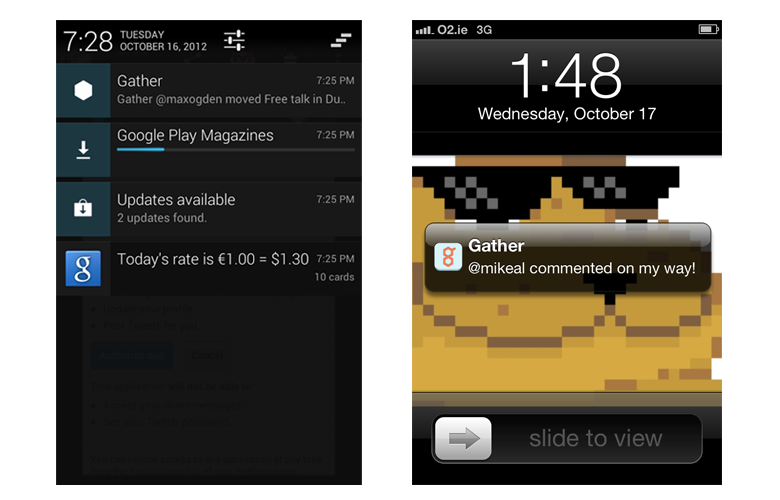 7:28 TUESDAY
OCTOBER 16, 2012
Gather 7:25 PM
Gather @maxogden moved Free talk in Du..
Google Play Magazines 7:25 PM
Updates available 7:25 PM
2 updates found.
g Today's rate is €1.00 = $1.30 7:25 PM
10 cards
O2.ie 3G
1:48
Wednesday, October 17
g Gather
@mikeal commented on my way!
slide to view